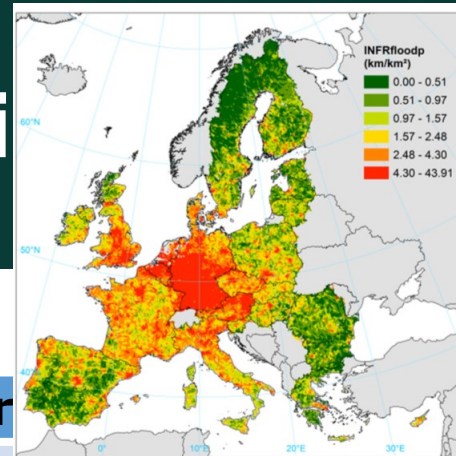 INFRfloodp
(km/km²)
0.00 - 0.51
0.51 - 0.97
0.97 - 1.57
1.57 - 2.48
2.48 - 4.30
4.30 - 43.91
60°N
50°N
40°N
0°
10°E
20°E
30°E